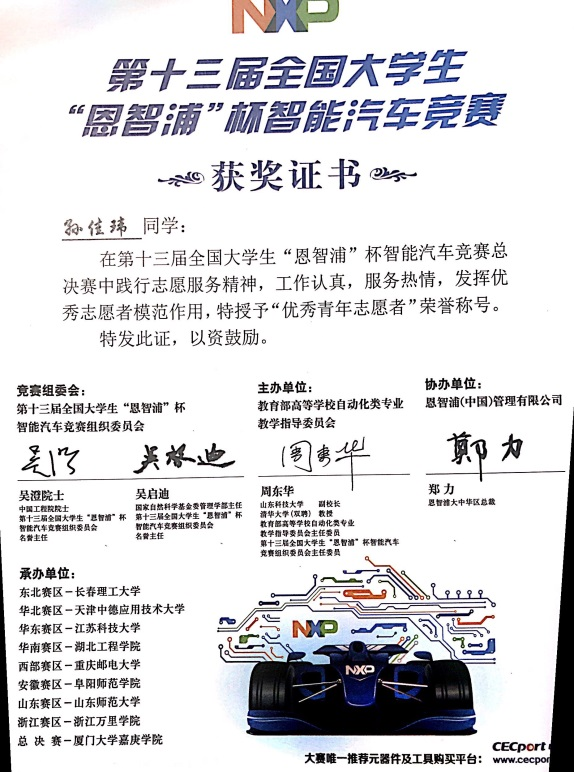 NXP
第十三届全国大学生
“恩智浦”杯智能汽车竞赛
获奖证书
孙佳玮 同学：
在第十三届全国大学生“恩智浦”杯智能汽车竞赛总
决赛中践行志愿服务精神，工作认真，服务热情，发挥优
秀志愿者模范作用，特授予“优秀青年志愿者”荣誉称号。
特发此证，以资鼓励。
竞赛组委会：
第十三届全国大学生“恩智浦”杯
智能汽车竞赛组织委员会
吴澄
吴启迪
吴澄院士
中国工程院院士
第十三届全国大学生“恩智浦”杯
智能汽车竞赛组织委员会
名誉主任
吴启迪
国家自然科学基金委管理学部主任
第十三届全国大学生“恩智浦”杯
智能汽车竞赛组织委员会
名誉主任
主办单位：
教育部高等学校自动化类专业
教学指导委员会
周东华
周东华
山东科技大学 副校长
清华大学（双聘） 教授
教育部高等学校自动化类专业
教学指导委员会主任委员
第十三届全国大学生“恩智浦”杯智能汽车
竞赛组织委员会主任委员
协办单位：
恩智浦(中国)管理有限公司
郑力
郑 力
恩智浦大中华区总裁
承办单位：
东北赛区－长春理工大学
华北赛区－天津中德应用技术大学
华东赛区－江苏科技大学
华南赛区－湖北工程学院
西部赛区－重庆邮电大学
安徽赛区－阜阳师范学院
山东赛区－山东师范大学
浙江赛区－浙江万里学院
总 决 赛－厦门大学嘉庚学院
NXP
NXP
大赛唯一推荐元器件及工具购买平台：
CECport
www.cecpor